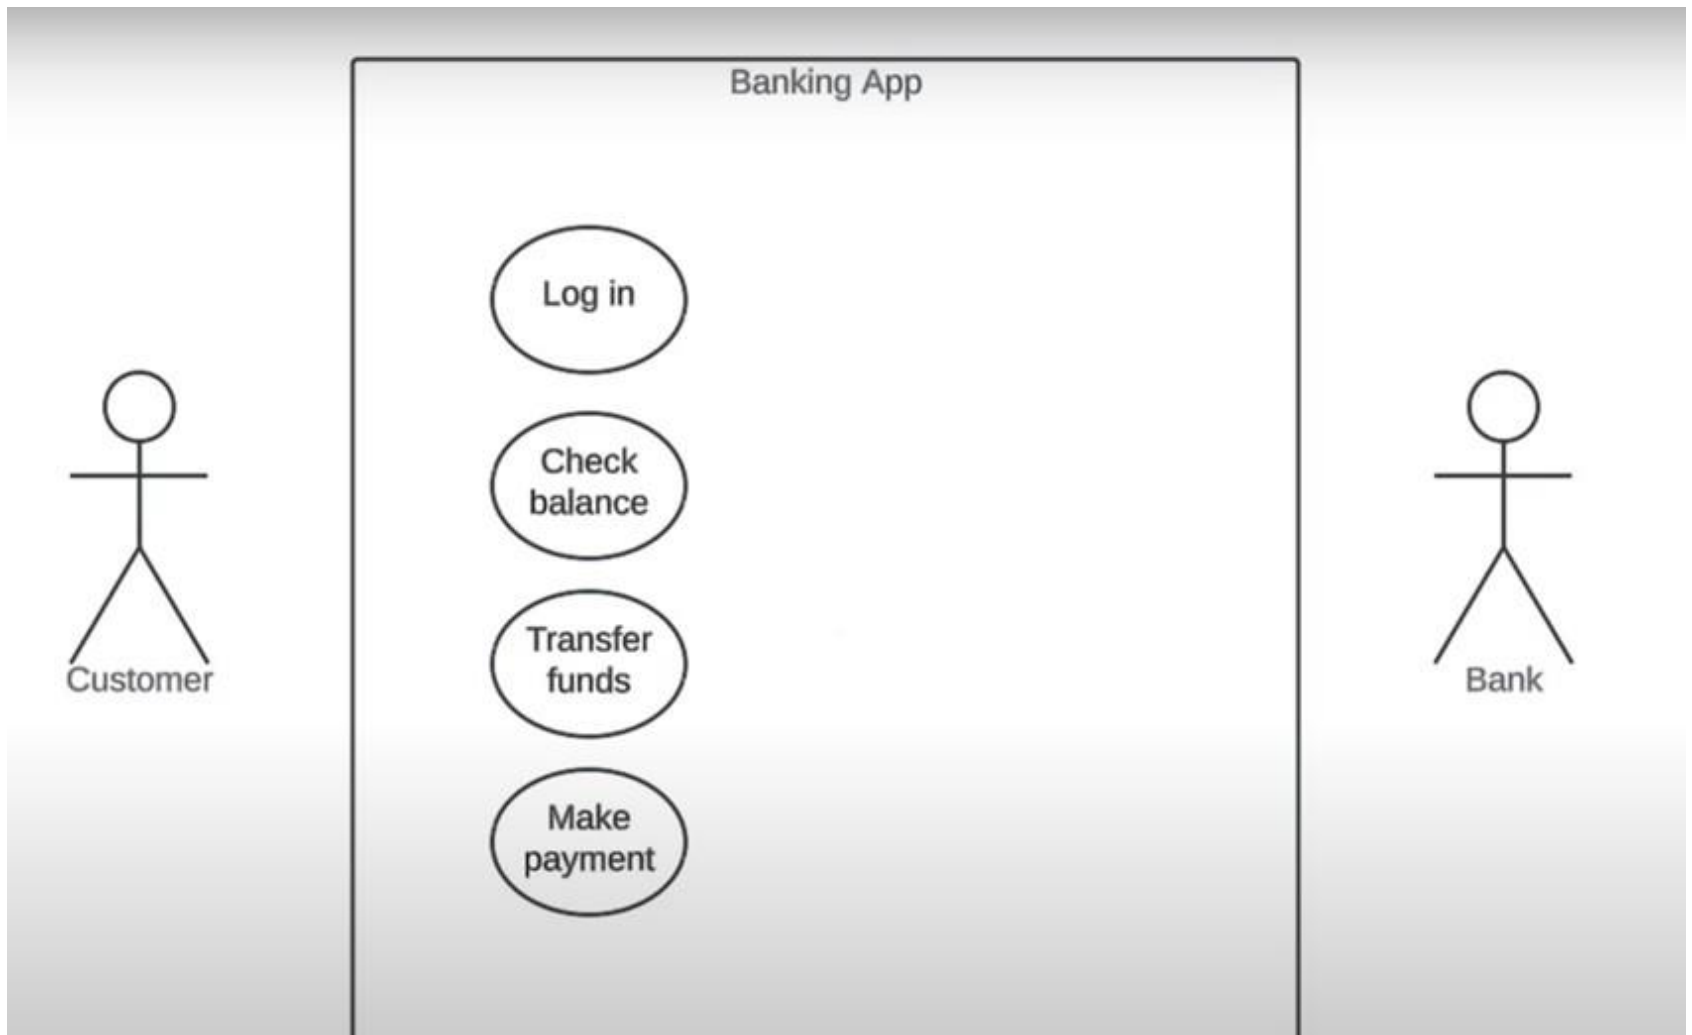 Banking App
Log in
Check
balance
Transfer
funds
Make
payment
Customer
Bank